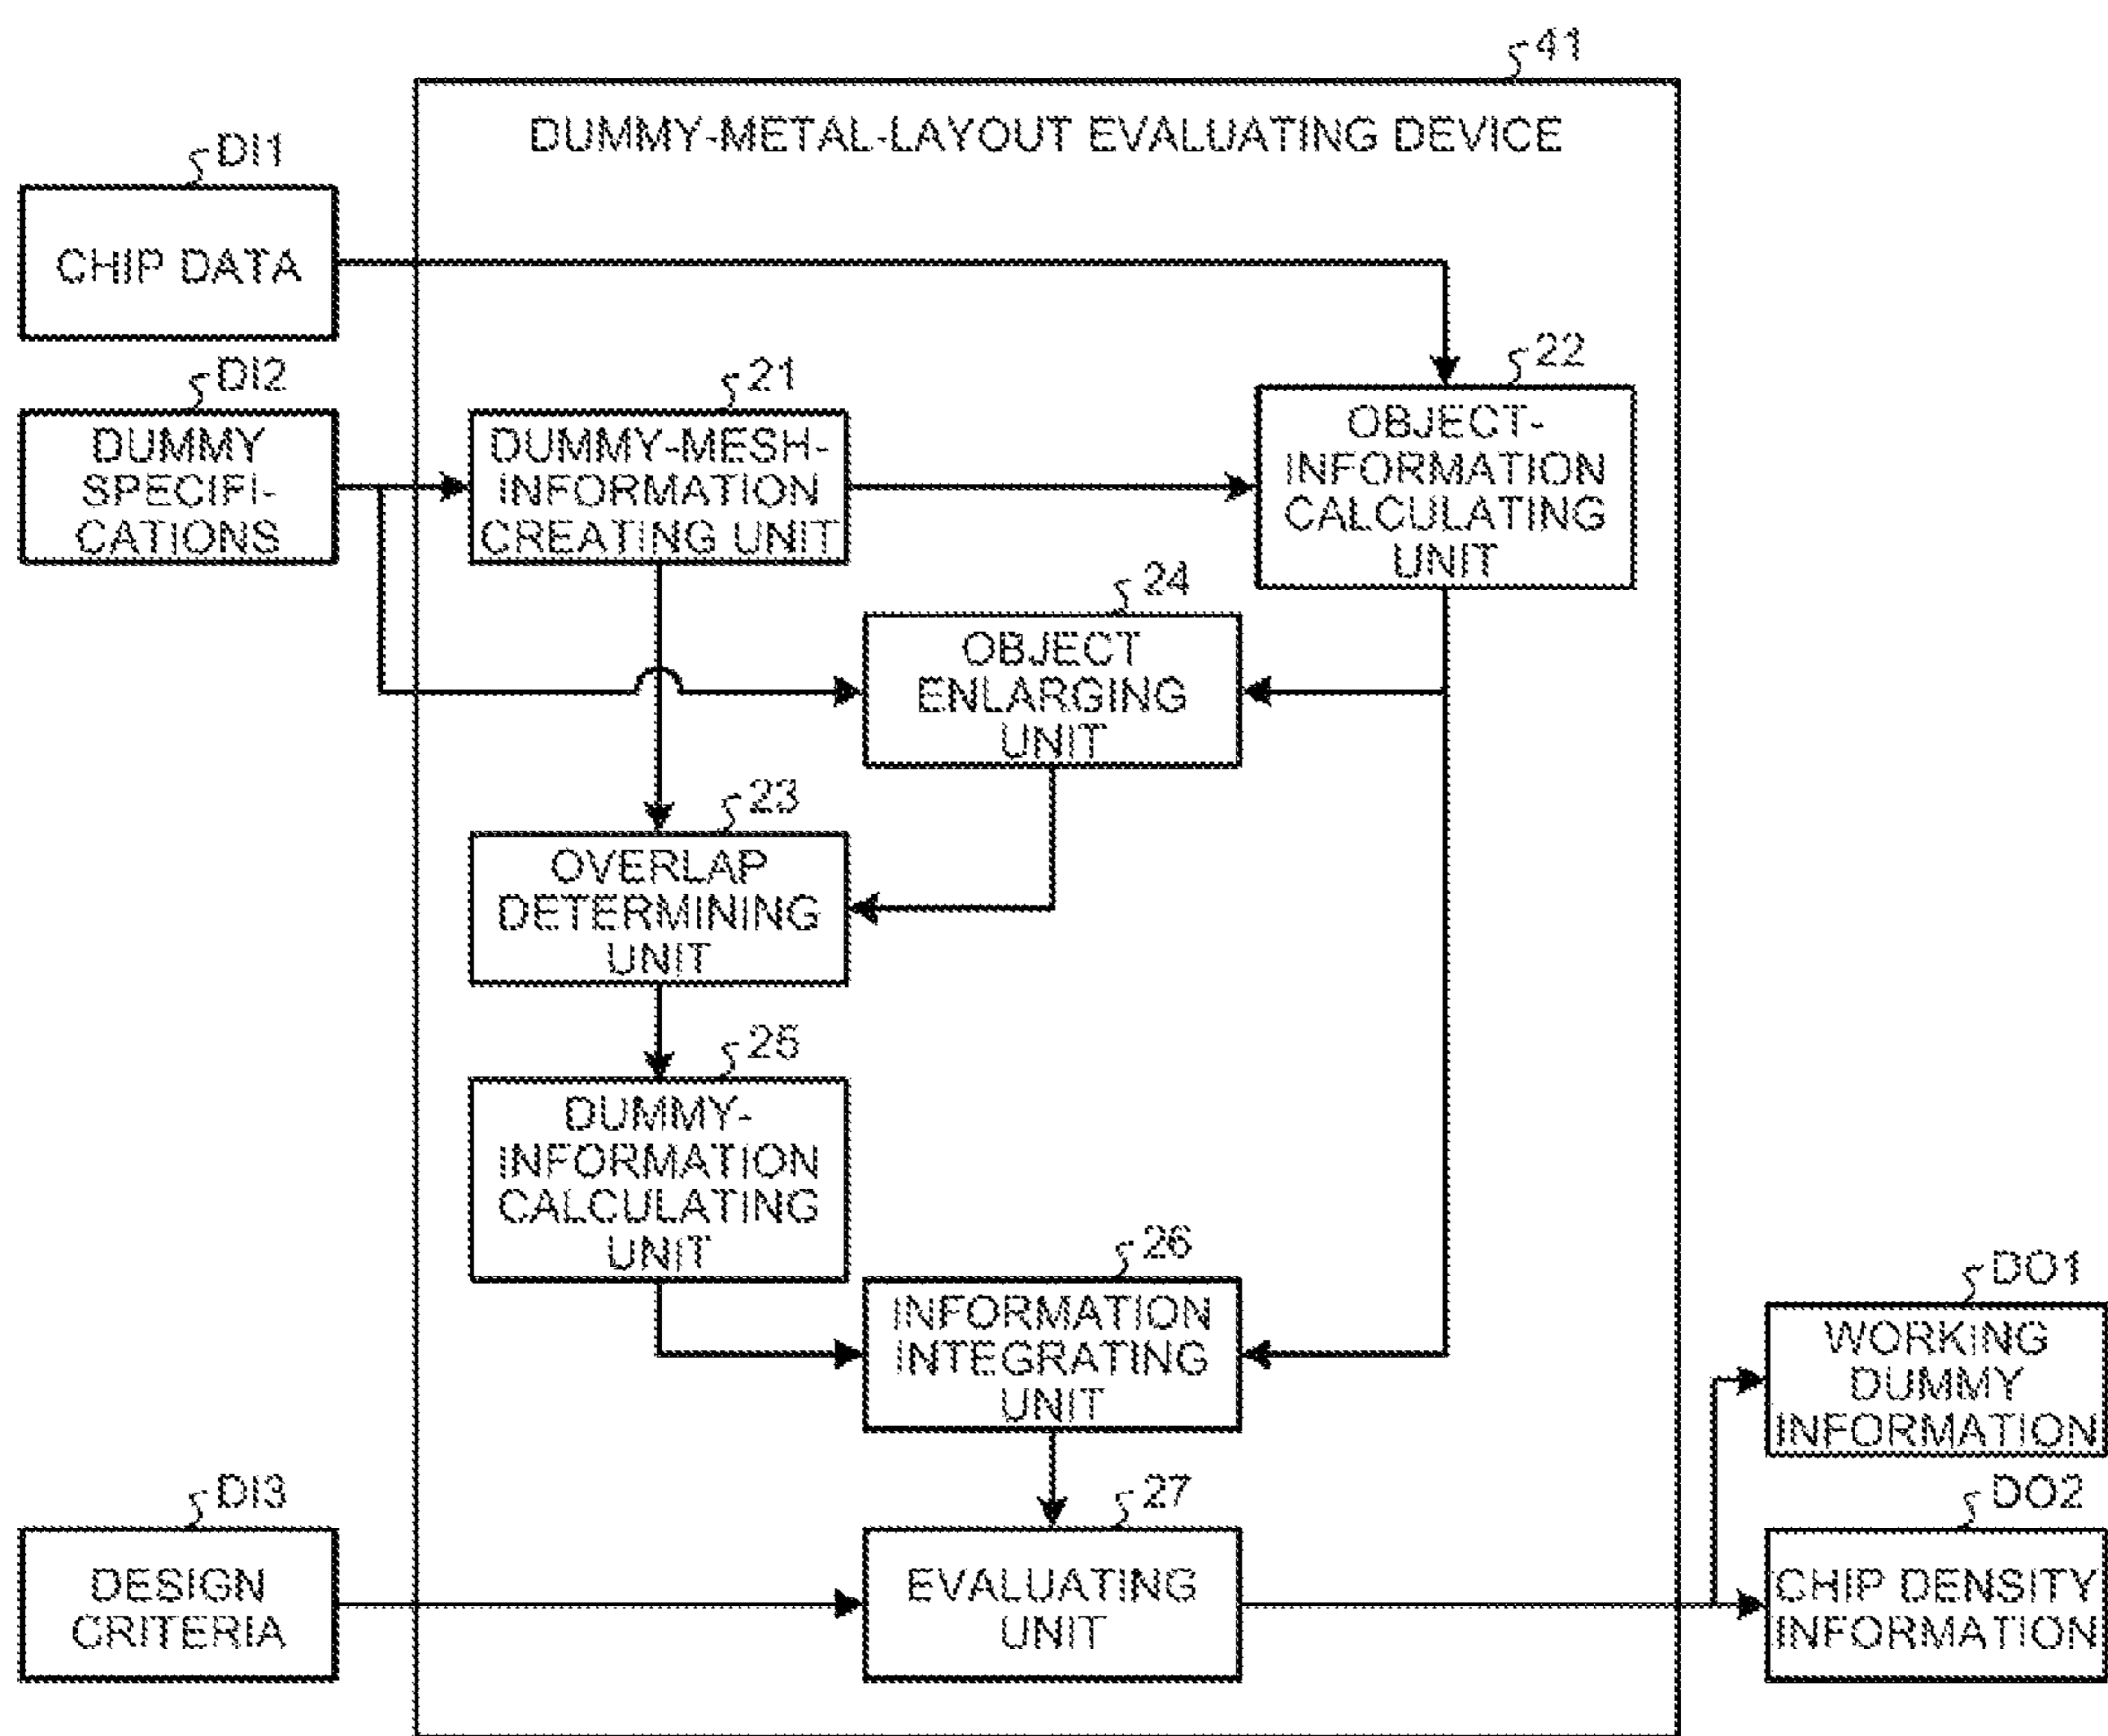 41
DUMMY-METAL-LAYOUT EVALUATING DEVICE
DI1
CHIP DATA
DI2
DUMMY
SPECIFI-
CATIONS
21
DUMMY-MESH-
INFORMATION
CREATING UNIT
22
OBJECT-
INFORMATION
CALCULATING
UNIT
24
OBJECT
ENLARGING
UNIT
23
OVERLAP
DETERMINING
UNIT
25
DUMMY-
INFORMATION
CALCULATING
UNIT
26
INFORMATION
INTEGRATING
UNIT
DO1
WORKING
DUMMY
INFORMATION
DI3
DESIGN
CRITERIA
27
EVALUATING
UNIT
DO2
CHIP DENSITY
INFORMATION